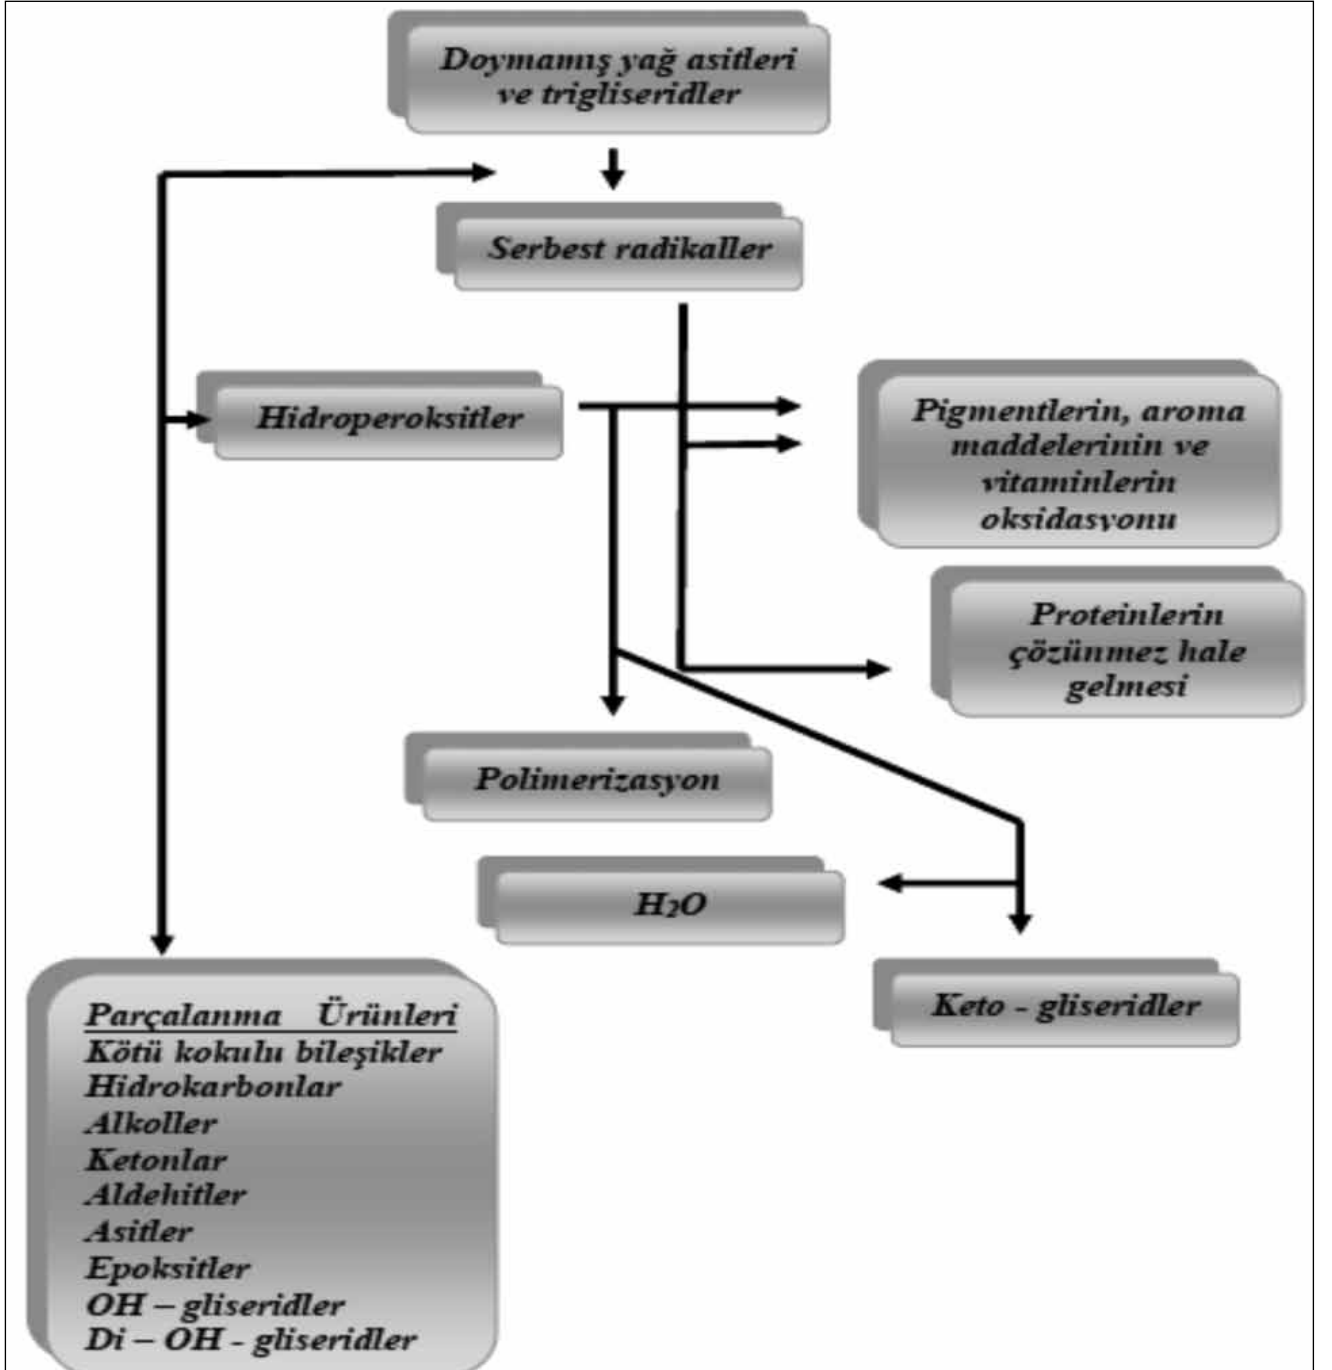 Doymamış yağ asitleri
ve trigliseridler
Serbest radikaller
Hidroperoksitler
Pigmentlerin, aroma
maddelerinin ve
vitaminlerin
oksidasyonu
Proteinlerin
çözünmez hale
gelmesi
Polimerizasyon
H₂O
Keto - gliseridler
Parçalanma Ürünleri
Kötü kokulu bileşikler
Hidrokarbonlar
Alkoller
Ketonlar
Aldehitler
Asitler
Epoksitler
OH – gliseridler
Di – OH - gliseridler